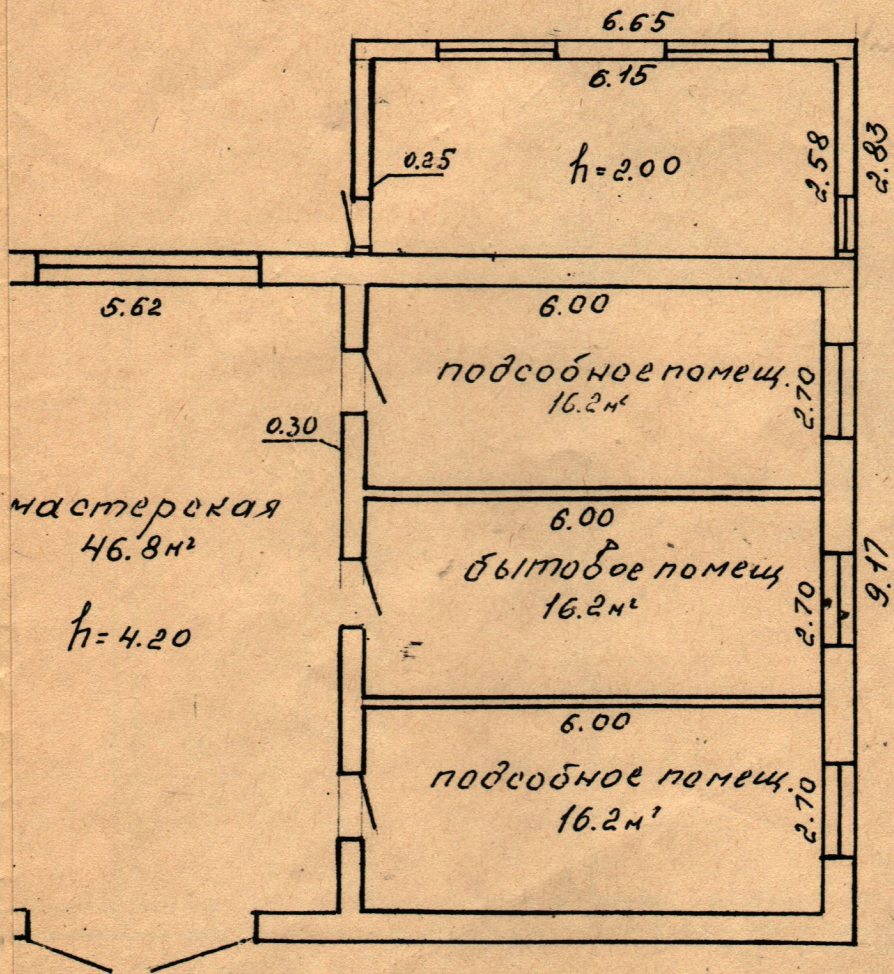 6.65
6.15
0.25
h=2.00
2.58
2.83
5.62
6.00
подсобное помещ.
16.2м²
2.70
0.30
мастерская
46.8м²
h=4.20
6.00
бытовое помещ
16.2м²
2.70
9.17
6.00
подсобное помещ.
16.2м²
2.70